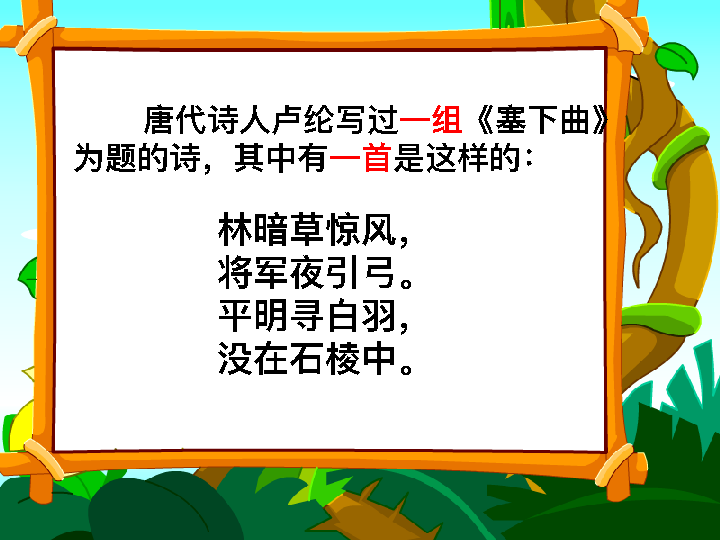 唐代诗人卢纶写过一组《塞下曲》
为题的诗，其中有一首是这样的：
林暗草惊风，
将军夜引弓。
平明寻白羽，
没在石棱中。